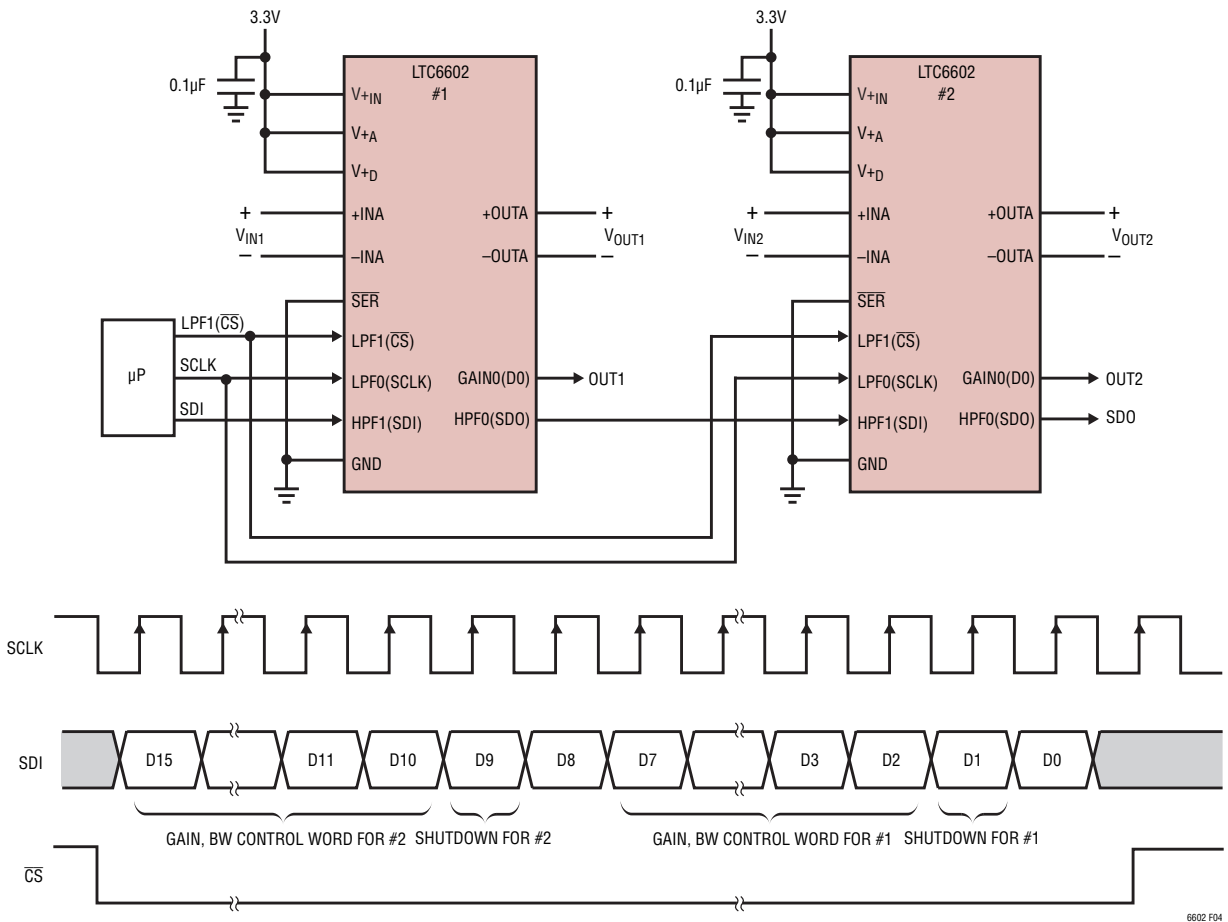 3.3V
0.1µF
LTC6602
#1
V+IN
V+A
V+D
+
+INA
VIN1
–
–INA
SER
LPF1(CS)
LPF0(SCLK)
HPF1(SDI)
GND
+OUTA
+
VOUT1
–OUTA
–
GAIN0(D0)
OUT1
HPF0(SDO)
µP
LPF1(CS)
SCLK
SDI
3.3V
0.1µF
LTC6602
#2
V+IN
V+A
V+D
+
+INA
VIN2
–
–INA
SER
LPF1(CS)
LPF0(SCLK)
HPF1(SDI)
GND
+OUTA
+
VOUT2
–OUTA
–
GAIN0(D0)
OUT2
HPF0(SDO)
SDO
SCLK
SDI
D15 D11 D10 D9 D8 D7 D3 D2 D1 D0
GAIN, BW CONTROL WORD FOR #2 SHUTDOWN FOR #2 GAIN, BW CONTROL WORD FOR #1 SHUTDOWN FOR #1
CS
6602 F04